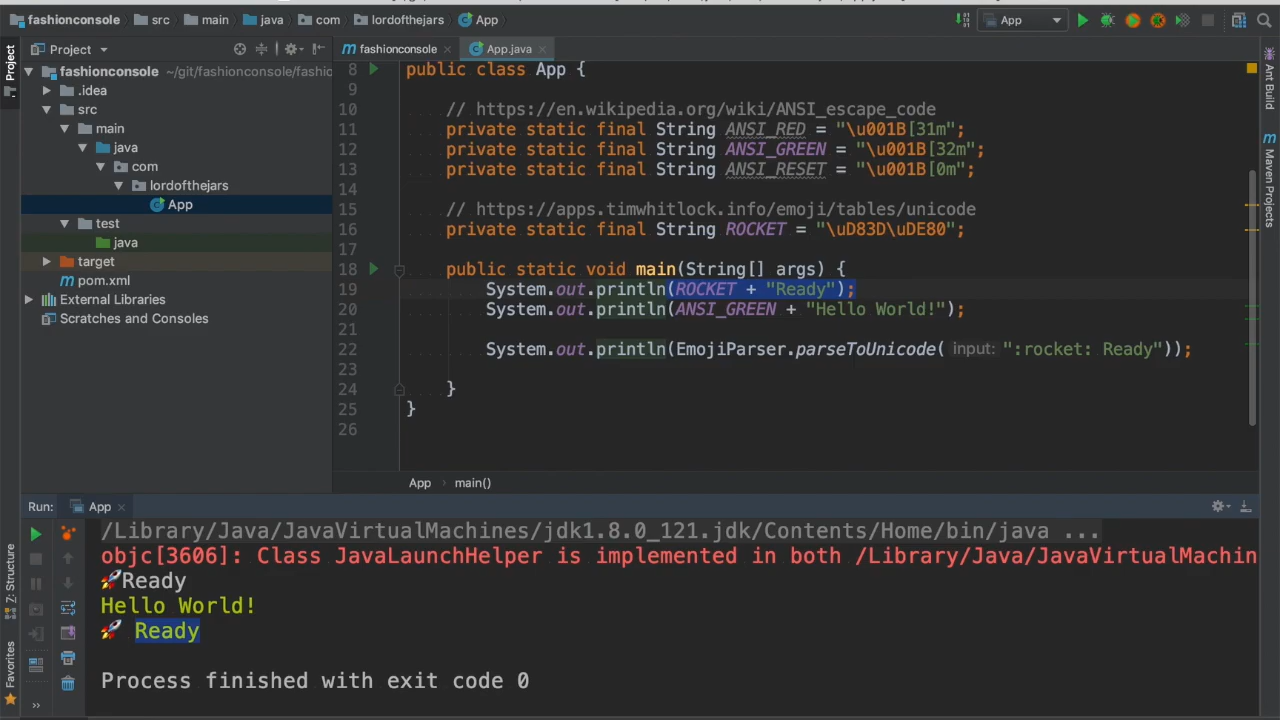 fashionconsole src main java com lordofthejars App App
Project fashionconsole App.java
fashionconsole ~/git/fashionconsole/fashio
.idea
src
main
java
com
lordofthejars
App
test
java
target
pom.xml
External Libraries
Scratches and Consoles
Project
8 public class App {
9
10 // https://en.wikipedia.org/wiki/ANSI_escape_code
11 private static final String ANSI_RED = "\u001B[31m";
12 private static final String ANSI_GREEN = "\u001B[32m";
13 private static final String ANSI_RESET = "\u001B[0m";
14
15 // https://apps.timwhitlock.info/emoji/tables/unicode
16 private static final String ROCKET = "\uD83D\uDE80";
17
18 public static void main(String[] args) {
19 System.out.println(ROCKET + "Ready");
20 System.out.println(ANSI_GREEN + "Hello World!");
21
22 System.out.println(EmojiParser.parseToUnicode( input: ":rocket: Ready"));
23
24 }
25 }
26
App main()
Ant Build
Maven Projects
Run: App
/Library/Java/JavaVirtualMachines/jdk1.8.0_121.jdk/Contents/Home/bin/java ...
objc[3606]: Class JavaLaunchHelper is implemented in both /Library/Java/JavaVirtualMachin
🚀Ready
Hello World!
🚀 Ready
Process finished with exit code 0
Z: Structure
Favorites